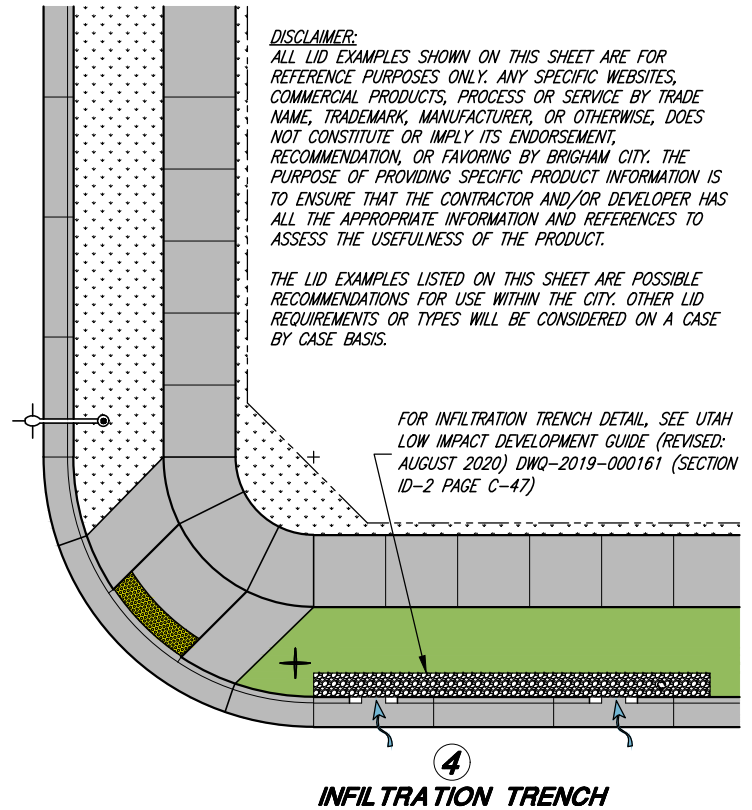 DISCLAIMER:
ALL LID EXAMPLES SHOWN ON THIS SHEET ARE FOR
REFERENCE PURPOSES ONLY. ANY SPECIFIC WEBSITES,
COMMERCIAL PRODUCTS, PROCESS OR SERVICE BY TRADE
NAME, TRADEMARK, MANUFACTURER, OR OTHERWISE, DOES
NOT CONSTITUTE OR IMPLY ITS ENDORSEMENT,
RECOMMENDATION, OR FAVORING BY BRIGHAM CITY. THE
PURPOSE OF PROVIDING SPECIFIC PRODUCT INFORMATION IS
TO ENSURE THAT THE CONTRACTOR AND/OR DEVELOPER HAS
ALL THE APPROPRIATE INFORMATION AND REFERENCES TO
ASSESS THE USEFULNESS OF THE PRODUCT.
THE LID EXAMPLES LISTED ON THIS SHEET ARE POSSIBLE
RECOMMENDATIONS FOR USE WITHIN THE CITY. OTHER LID
REQUIREMENTS OR TYPES WILL BE CONSIDERED ON A CASE
BY CASE BASIS.
FOR INFILTRATION TRENCH DETAIL, SEE UTAH
LOW IMPACT DEVELOPMENT GUIDE (REVISED:
AUGUST 2020) DWQ-2019-000161 (SECTION
ID-2 PAGE C-47)
4
INFILTRATION TRENCH